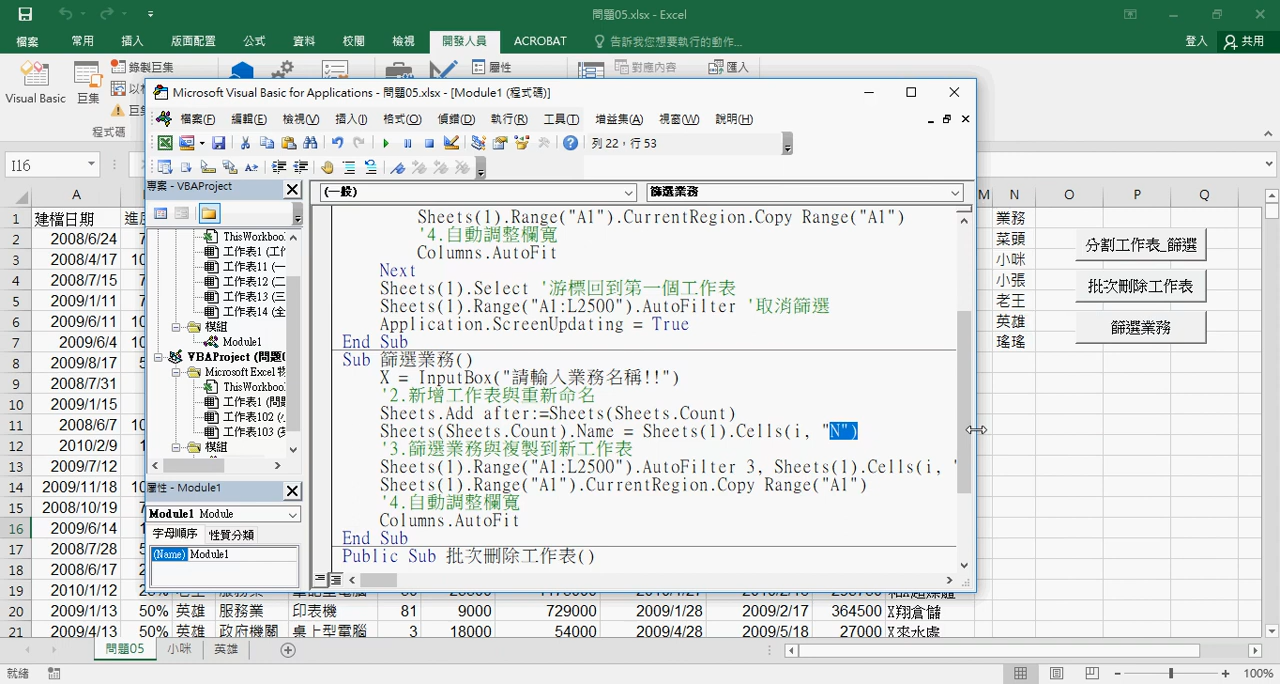 問題05.xlsx - Excel
檔案 常用 插入 版面配置 公式 資料 校閱 檢視 開發人員 ACROBAT 告訴我您想要執行的動作... 登入 共用
Visual Basic 巨集 錄製巨集 屬性 對應內容 匯入
程式碼
Microsoft Visual Basic for Applications - 問題05.xlsx - [Module1 (程式碼)]
檔案(F) 編輯(E) 檢視(V) 插入(I) 格式(O) 偵錯(D) 執行(R) 工具(T) 增益集(A) 視窗(W) 說明(H)
列 22，行 53
I16
專案 - VBAProject
(一般) 篩選業務
ThisWorkbo
工作表1 (工
工作表11 (一
工作表12 (二
工作表13 (三
工作表14 (全
模組
Module1
VBAProject (問題0
Microsoft Excel 物
ThisWorkbo
工作表1 (問
工作表102 (小
工作表103 (英
模組
屬性 - Module1
Module1 Module
字母順序 性質分類
(Name) Module1
Sheets(1).Range("A1").CurrentRegion.Copy Range("A1")
'4.自動調整欄寬
Columns.AutoFit
Next
Sheets(1).Select '游標回到第一個工作表
Sheets(1).Range("A1:L2500").AutoFilter '取消篩選
Application.ScreenUpdating = True
End Sub
Sub 篩選業務()
X = InputBox("請輸入業務名稱!!")
'2.新增工作表與重新命名
Sheets.Add after:=Sheets(Sheets.Count)
Sheets(Sheets.Count).Name = Sheets(1).Cells(i, "N")
'3.篩選業務與複製到新工作表
Sheets(1).Range("A1:L2500").AutoFilter 3, Sheets(1).Cells(i, "
Sheets(1).Range("A1").CurrentRegion.Copy Range("A1")
'4.自動調整欄寬
Columns.AutoFit
End Sub
Public Sub 批次刪除工作表()
A M N O P Q
1 建檔日期 進度 業務
2 2008/6/24 菜頭
3 2008/4/17 小咪
4 2008/7/15 小張
5 2009/1/11 老王
6 2009/6/11 英雄
7 2009/6/4 瑤瑤
8 2009/8/17
9 2008/7/31
10 2009/1/15
11 2008/6/7
12 2010/2/9
13 2009/7/12
14 2009/11/18
15 2008/10/19
16 2009/6/14
17 2008/7/28
18 2008/6/17
19 2010/1/12
20 2009/1/13 50% 英雄 服務業 印表機 81 9000 729000 2009/1/28 2009/2/17 364500 X翔倉儲
21 2009/4/13 50% 英雄 政府機關 桌上型電腦 3 18000 54000 2009/4/28 2009/5/18 27000 X來水處
分割工作表_篩選
批次刪除工作表
篩選業務
問題05 小咪 英雄
就緒 100%